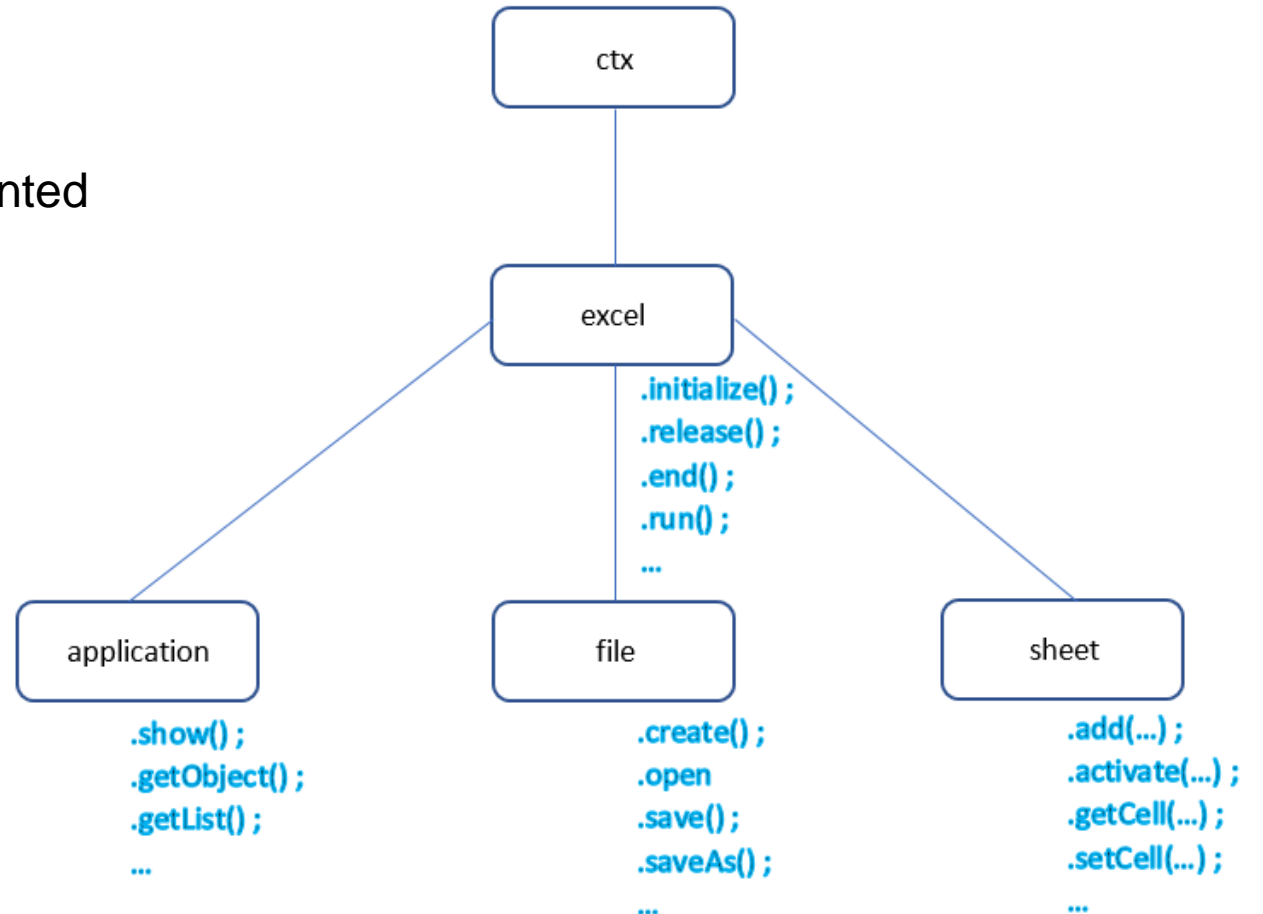 ctx
nted
excel
.initialize() ;
.release() ;
.end() ;
.run() ;
...
application
.show() ;
.getObject() ;
.getList() ;
...
file
.create() ;
.open
.save() ;
.saveAs() ;
...
sheet
.add(...) ;
.activate(...) ;
.getCell(...) ;
.setCell(...) ;
...